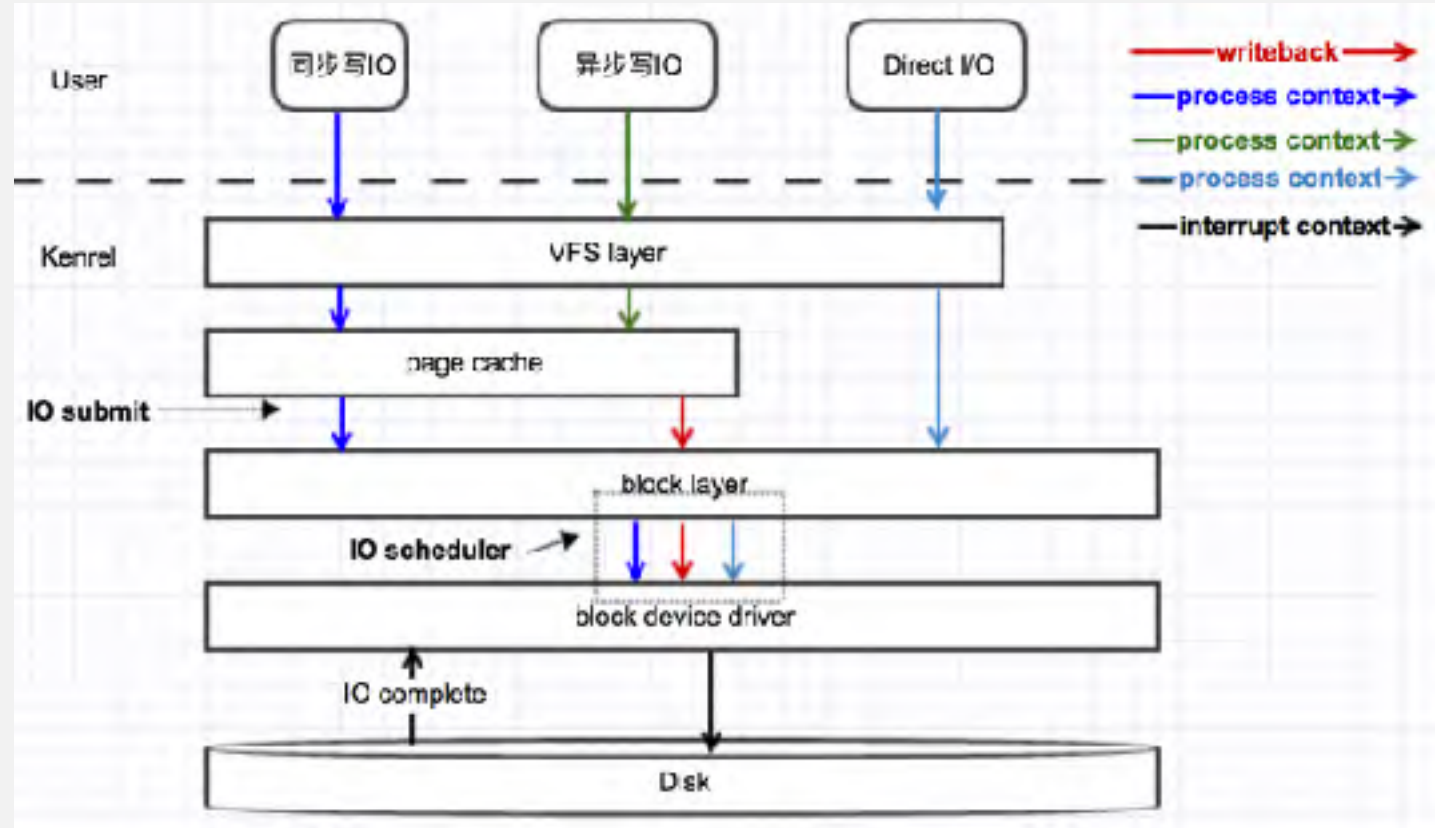 User
同步写IO
异步写IO
Direct I/O
writeback
process context
process context
process context
interrupt context
Kenrel
VFS layer
page cache
IO submit
block layer
IO scheduler
block device driver
IO complete
Disk